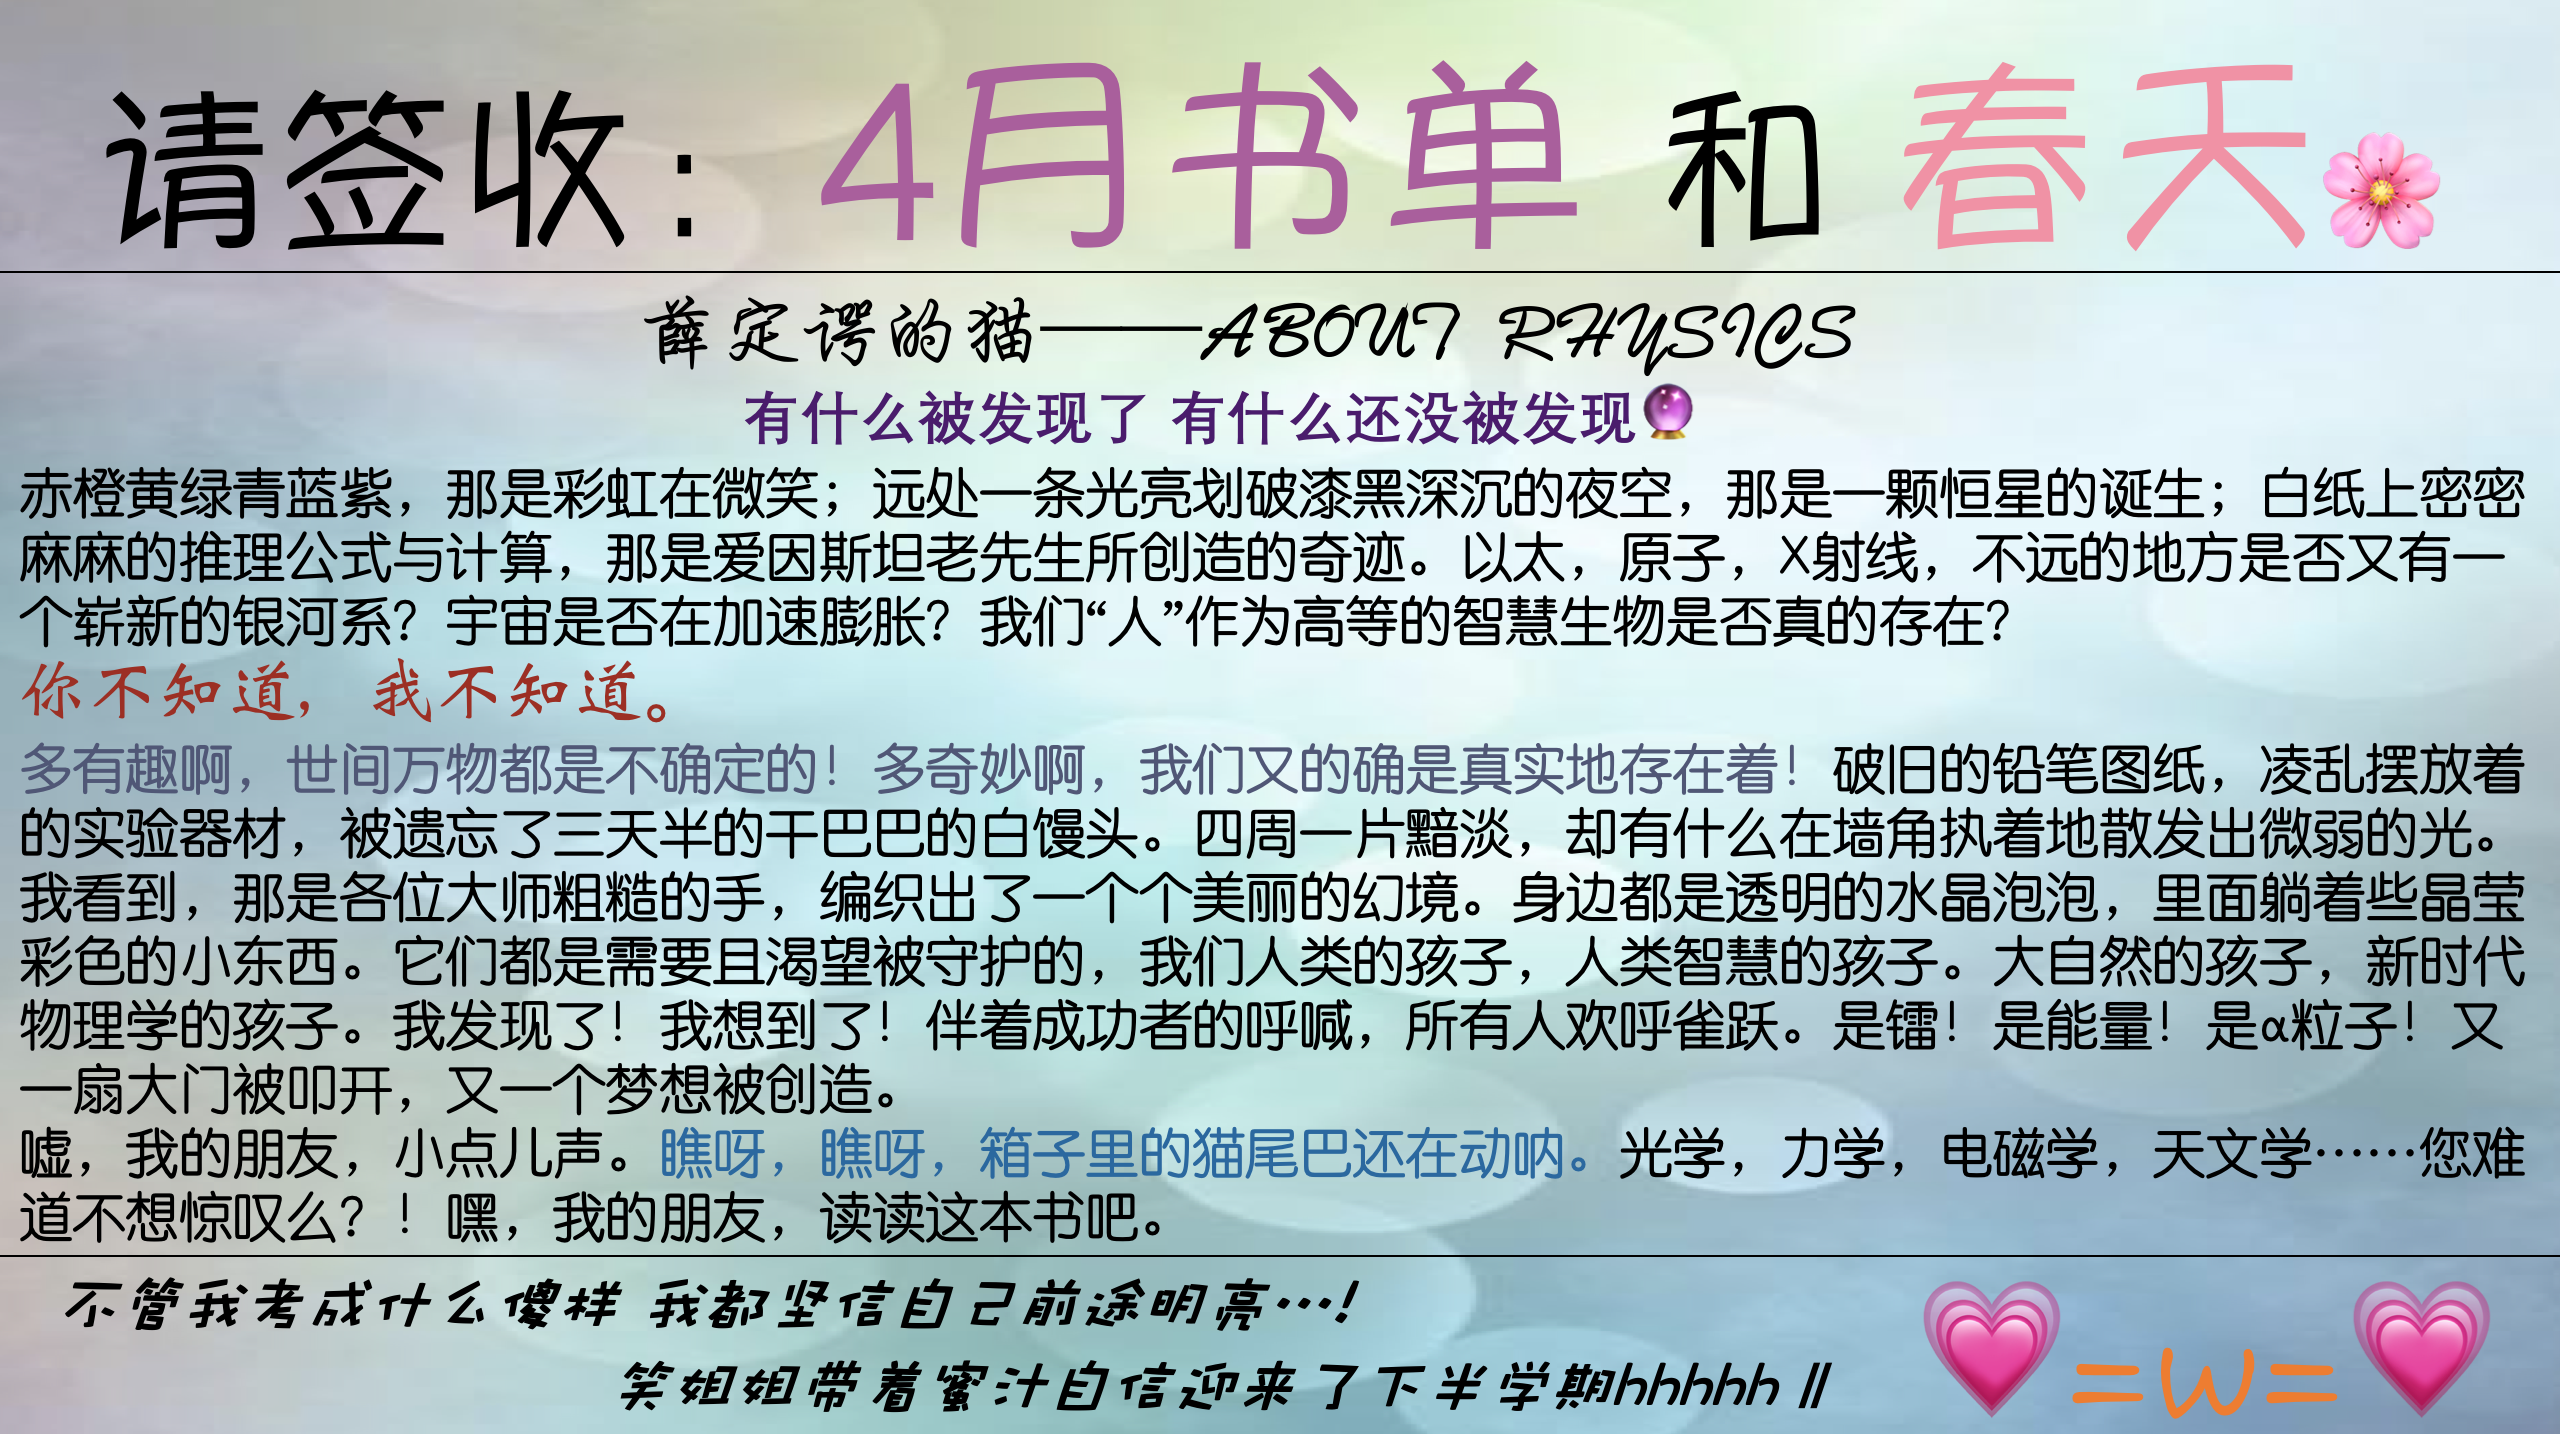 请签收：4月书单 和 春天🌸
薛定谔的猫——ABOUT RHYSICS
有什么被发现了 有什么还没被发现🔮
赤橙黄绿青蓝紫，那是彩虹在微笑；远处一条光亮划破漆黑深沉的夜空，那是一颗恒星的诞生；白纸上密密
麻麻的推理公式与计算，那是爱因斯坦老先生所创造的奇迹。以太，原子，X射线，不远的地方是否又有一
个崭新的银河系？宇宙是否在加速膨胀？我们“人”作为高等的智慧生物是否真的存在？
你不知道，我不知道。
多有趣啊，世间万物都是不确定的！多奇妙啊，我们又的确是真实地存在着！破旧的铅笔图纸，凌乱摆放着
的实验器材，被遗忘了三天半的干巴巴的白馒头。四周一片黯淡，却有什么在墙角执着地散发出微弱的光。
我看到，那是各位大师粗糙的手，编织出了一个个美丽的幻境。身边都是透明的水晶泡泡，里面躺着些晶莹
彩色的小东西。它们都是需要且渴望被守护的，我们人类的孩子，人类智慧的孩子。大自然的孩子，新时代
物理学的孩子。我发现了！我想到了！伴着成功者的呼喊，所有人欢呼雀跃。是镭！是能量！是α粒子！又
一扇大门被叩开，又一个梦想被创造。
嘘，我的朋友，小点儿声。瞧呀，瞧呀，箱子里的猫尾巴还在动呐。光学，力学，电磁学，天文学……您难
道不想惊叹么？！嘿，我的朋友，读读这本书吧。
不管我考成什么傻样 我都坚信自己前途明亮…!
笑姐姐带着蜜汁自信迎来了下半学期hhhhh∥
💗=W=💗